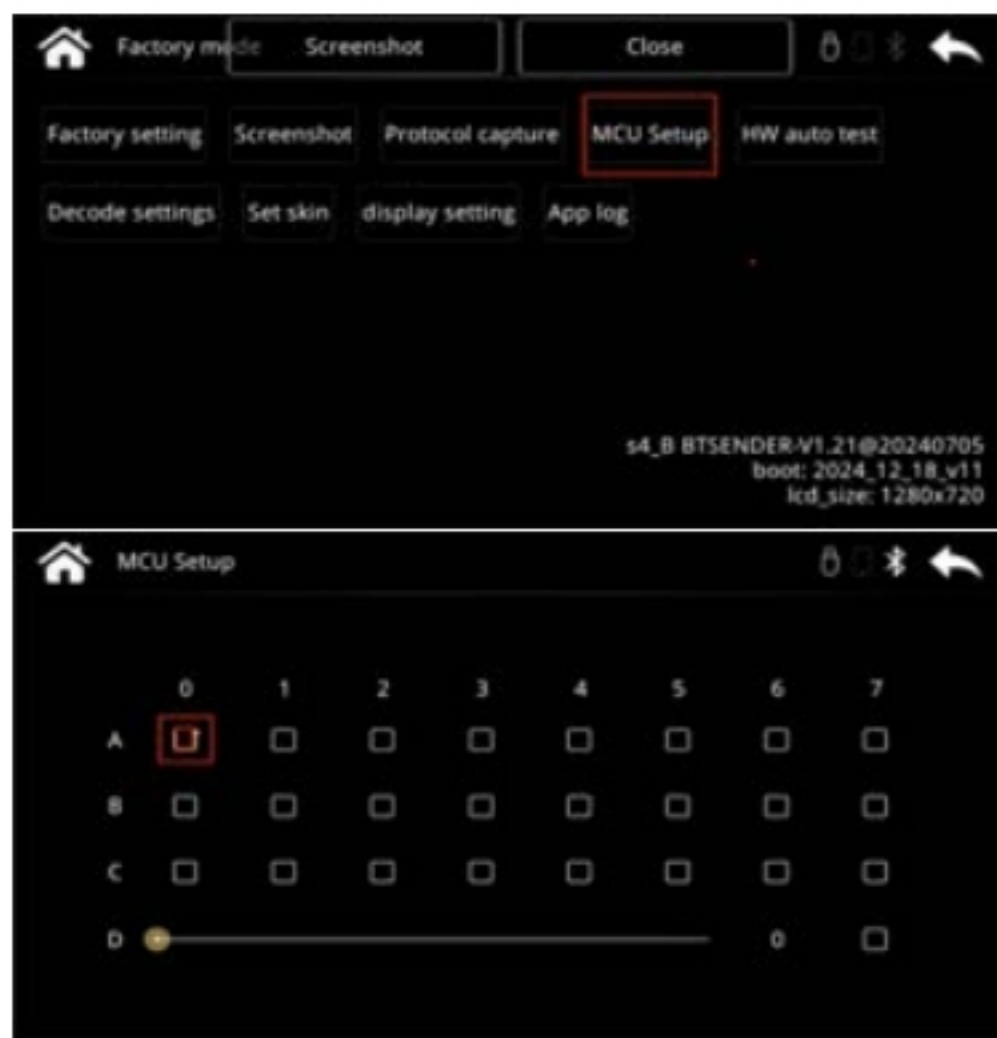 Factory mode Screenshot Close
Factory setting Screenshot Protocol capture MCU Setup HW auto test
Decode settings Set skin display setting App log
s4_B BTSENDER-V1.21@20240705
boot: 2024_12_18_v11
lcd_size: 1280x720
MCU Setup
0 1 2 3 4 5 6 7
A
B
C
D 0